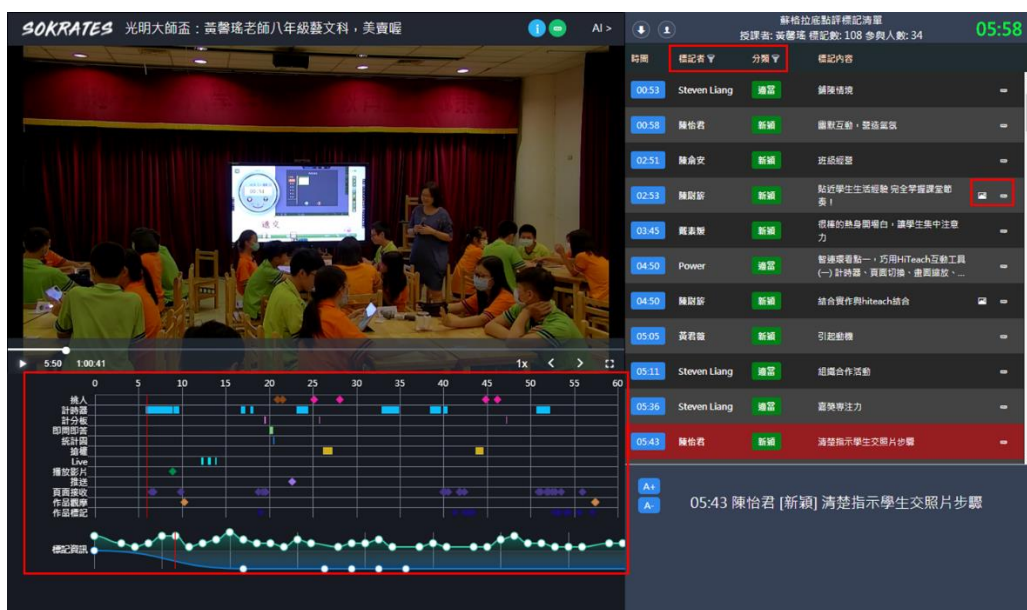 SOKRATES 光明大師盃：黃馨瑤老師八年級藝文科，美賣喔
AI >
蘇格拉底點評標記清單
授課者: 黃馨瑤 標記數: 108 參與人數: 34
05:58
時間 標記者 分類 標記內容
00:53 Steven Liang 適當 鋪陳情境
00:58 陳怡君 新穎 幽默互動，營造氣氛
02:51 陳俞安 新穎 班級經營
02:53 陳財籂 新穎 貼近學生生活經驗 完全掌握課堂節奏！
03:45 戴素媛 新穎 很棒的熱身開場白，讓學生集中注意力
04:50 Power 適當 智連環看點一，巧用HiTeach互動工具(一) 計時器、頁面切換、畫面縮放、...
04:50 陳財籂 新穎 結合實作與hiteach結合
05:05 黃君薇 新穎 引起動機
05:11 Steven Liang 適當 組織合作活動
05:36 Steven Liang 適當 嘉獎專注力
05:43 陳怡君 新穎 清楚指示學生交照片步驟
繳交
5:50 1:00:41 1x
0 5 10 15 20 25 30 35 40 45 50 55 60
挑人
計時器
計分板
即問即答
統計圖
搶權
Live
播放影片
推送
頁面接收
作品觀摩
作品標記
標記資訊
A+
A-
05:43 陳怡君 [新穎] 清楚指示學生交照片步驟